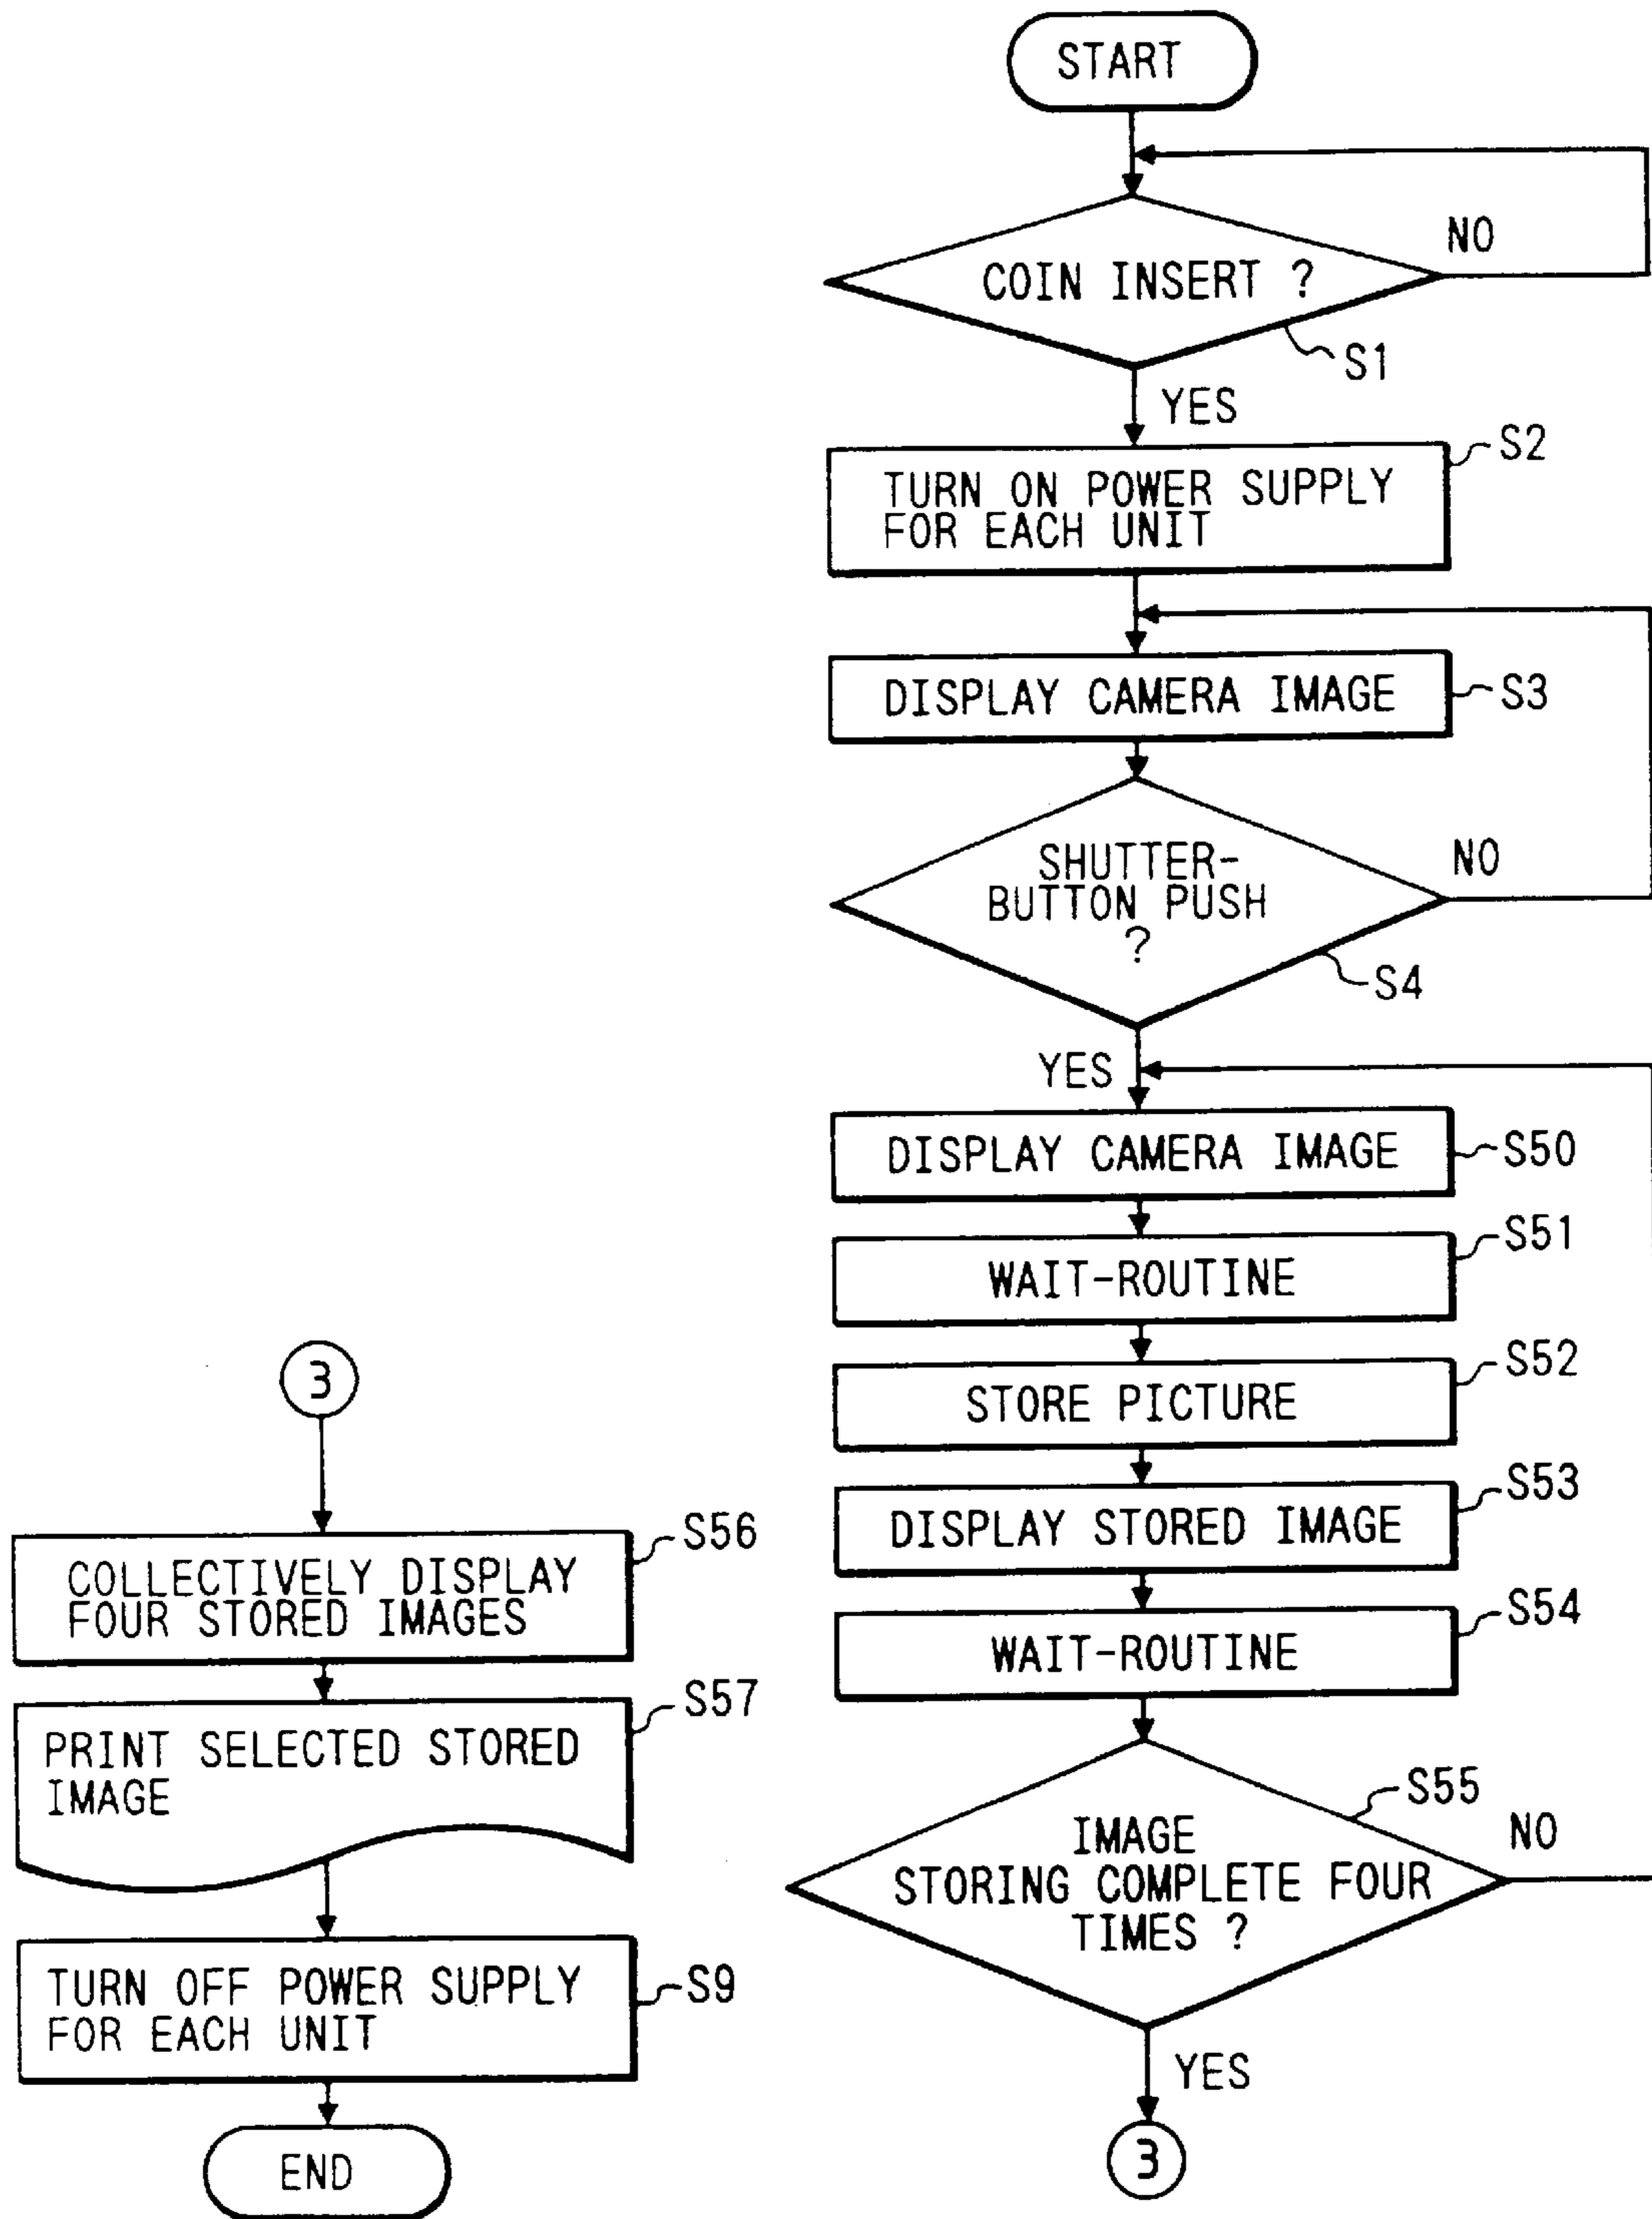 START
COIN INSERT ?
NO
S1
YES
S2
TURN ON POWER SUPPLY
FOR EACH UNIT
DISPLAY CAMERA IMAGE
S3
SHUTTER-
BUTTON PUSH
?
NO
S4
YES
DISPLAY CAMERA IMAGE
S50
S51
WAIT-ROUTINE
S52
STORE PICTURE
S53
DISPLAY STORED IMAGE
S54
WAIT-ROUTINE
S55
IMAGE
STORING COMPLETE FOUR
TIMES ?
NO
YES
3
3
S56
COLLECTIVELY DISPLAY
FOUR STORED IMAGES
S57
PRINT SELECTED STORED
IMAGE
TURN OFF POWER SUPPLY
FOR EACH UNIT
S9
END